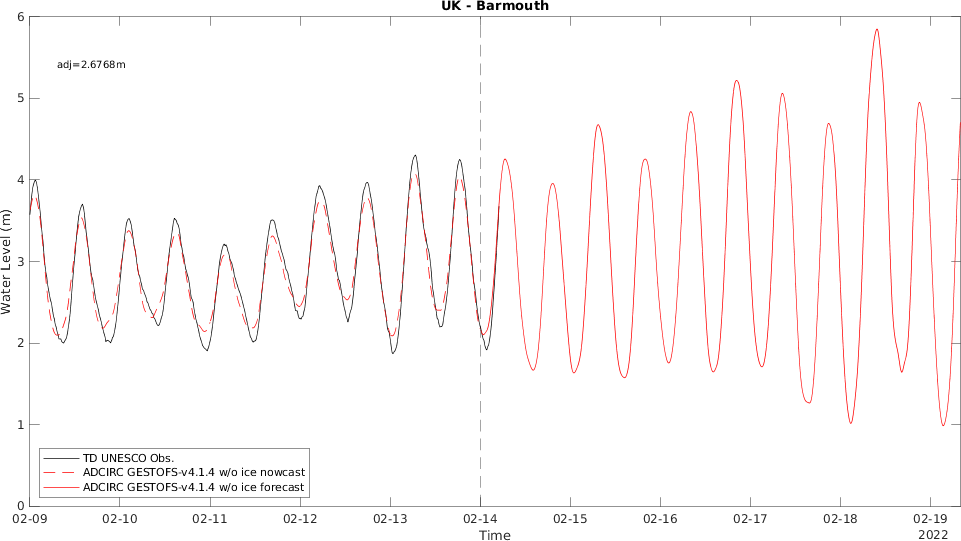 UK - Barmouth
adj=2.6768m
Water Level (m)
6
5
4
3
2
1
0
TD UNESCO Obs.
ADCIRC GESTOFS-v4.1.4 w/o ice nowcast
ADCIRC GESTOFS-v4.1.4 w/o ice forecast
02-09 02-10 02-11 02-12 02-13 02-14 02-15 02-16 02-17 02-18 02-19
Time
2022